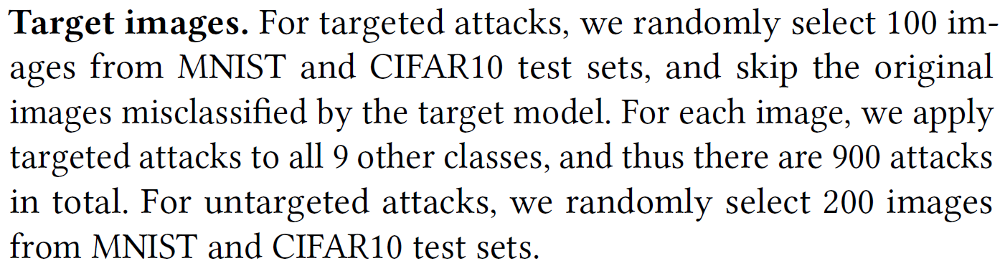 Target images. For targeted attacks, we randomly select 100 im-
ages from MNIST and CIFAR10 test sets, and skip the original
images misclassified by the target model. For each image, we apply
targeted attacks to all 9 other classes, and thus there are 900 attacks
in total. For untargeted attacks, we randomly select 200 images
from MNIST and CIFAR10 test sets.